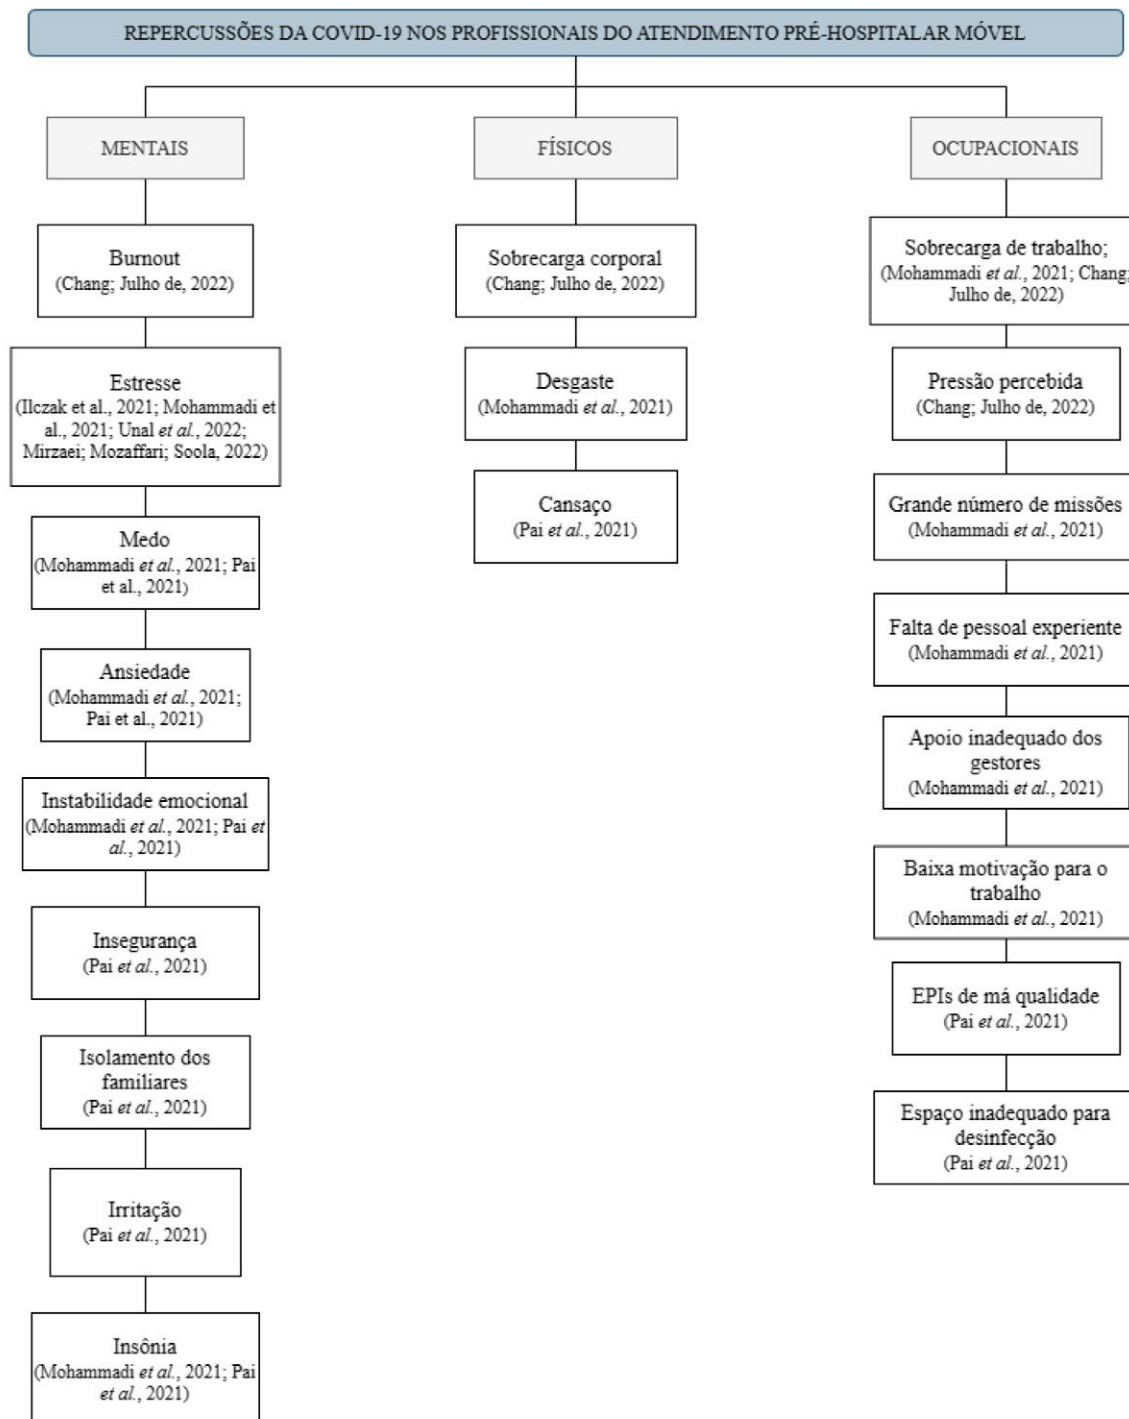 REPERCUSSÕES DA COVID-19 NOS PROFISSIONAIS DO ATENDIMENTO PRÉ-HOSPITALAR MÓVEL
MENTAIS
Burnout
(Chang; Julho de, 2022)
Estresse
(Ilczak et al., 2021; Mohammadi et
al., 2021; Unal et al., 2022;
Mirzaei; Mozaffari; Soola, 2022)
Medo
(Mohammadi et al., 2021; Pai
et al., 2021)
Ansiedade
(Mohammadi et al., 2021;
Pai et al., 2021)
Instabilidade emocional
(Mohammadi et al., 2021; Pai et
al., 2021)
Insegurança
(Pai et al., 2021)
Isolamento dos
familiares
(Pai et al., 2021)
Irritação
(Pai et al., 2021)
Insônia
(Mohammadi et al., 2021; Pai
et al., 2021)
FÍSICOS
Sobrecarga corporal
(Chang; Julho de, 2022)
Desgaste
(Mohammadi et al., 2021)
Cansaço
(Pai et al., 2021)
OCUPACIONAIS
Sobrecarga de trabalho;
(Mohammadi et al., 2021; Chang;
Julho de, 2022)
Pressão percebida
(Chang; Julho de, 2022)
Grande número de missões
(Mohammadi et al., 2021)
Falta de pessoal experiente
(Mohammadi et al., 2021)
Apoio inadequado dos
gestores
(Mohammadi et al., 2021)
Baixa motivação para o
trabalho
(Mohammadi et al., 2021)
EPIs de má qualidade
(Pai et al., 2021)
Espaço inadequado para
desinfecção
(Pai et al., 2021)